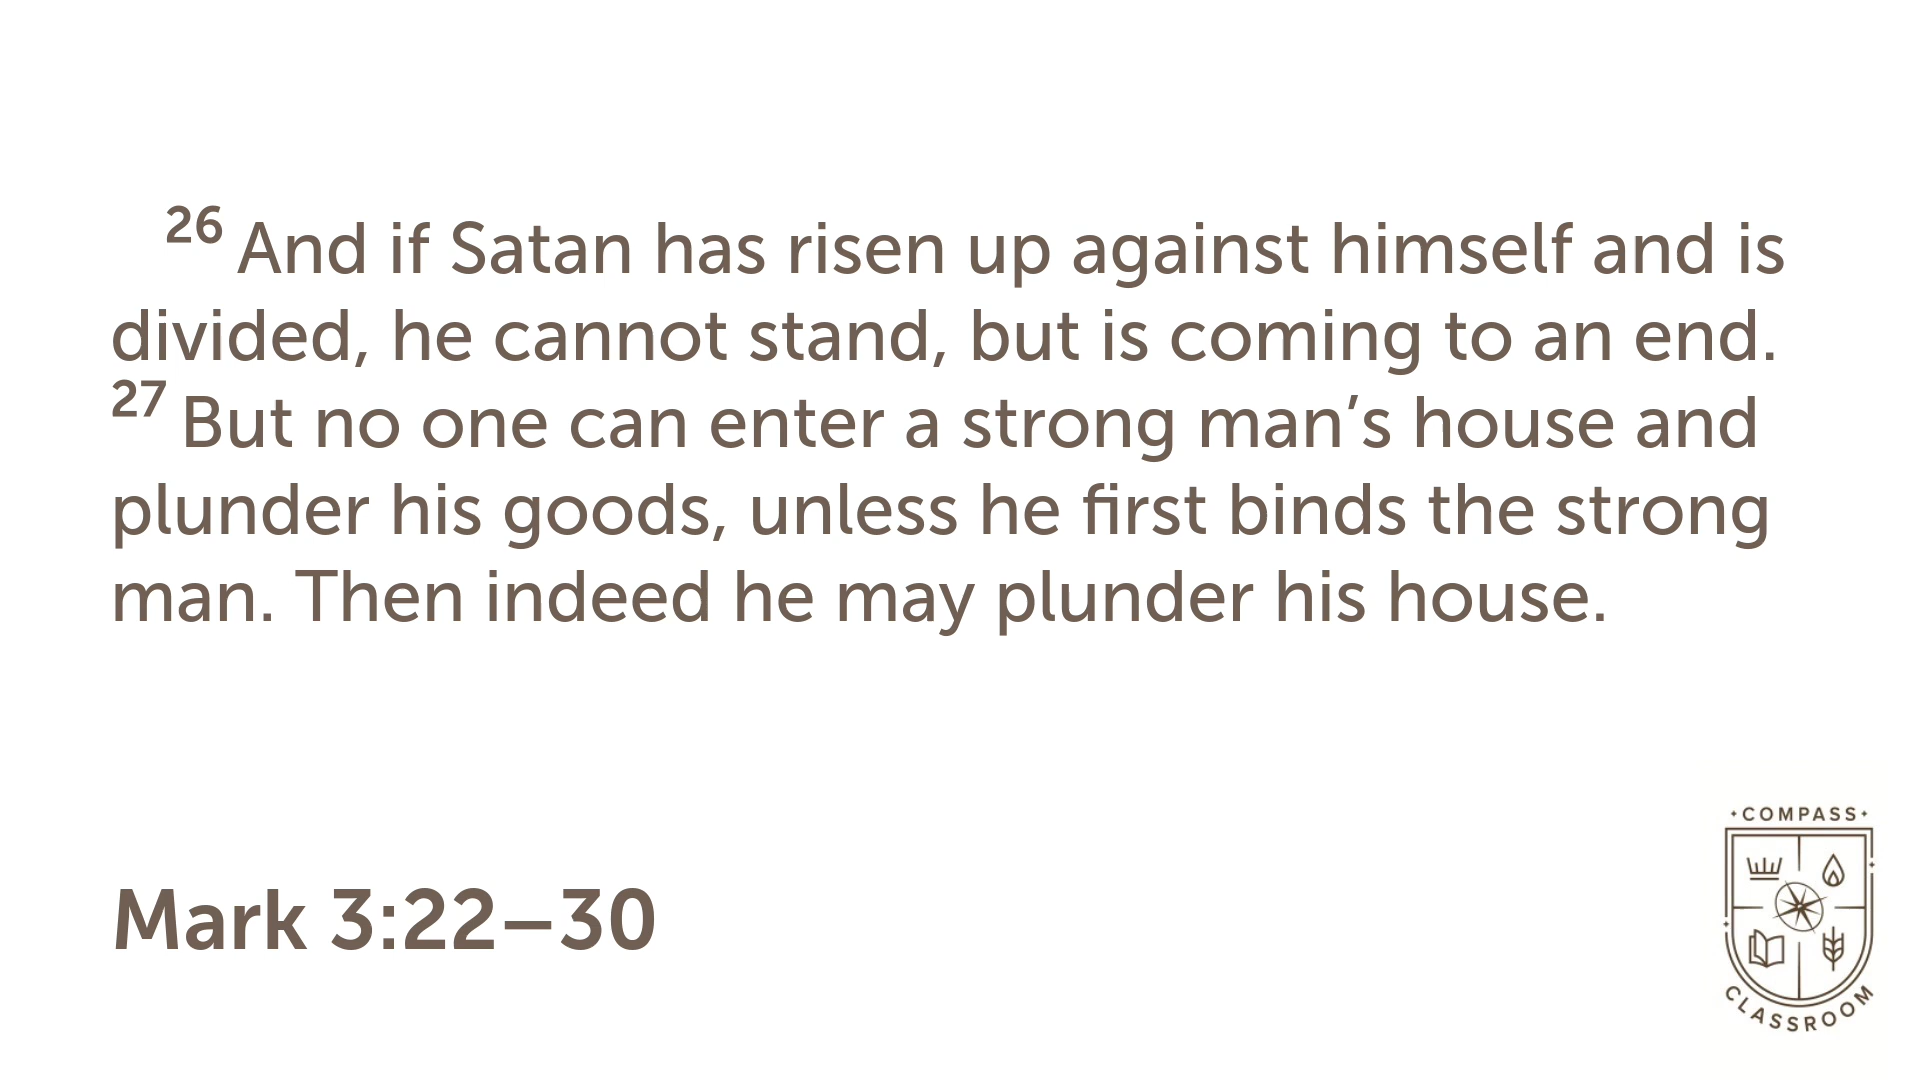 26 And if Satan has risen up against himself and is
divided, he cannot stand, but is coming to an end.
27 But no one can enter a strong man’s house and
plunder his goods, unless he first binds the strong
man. Then indeed he may plunder his house.
Mark 3:22–30
COMPASS
CLASSROOM